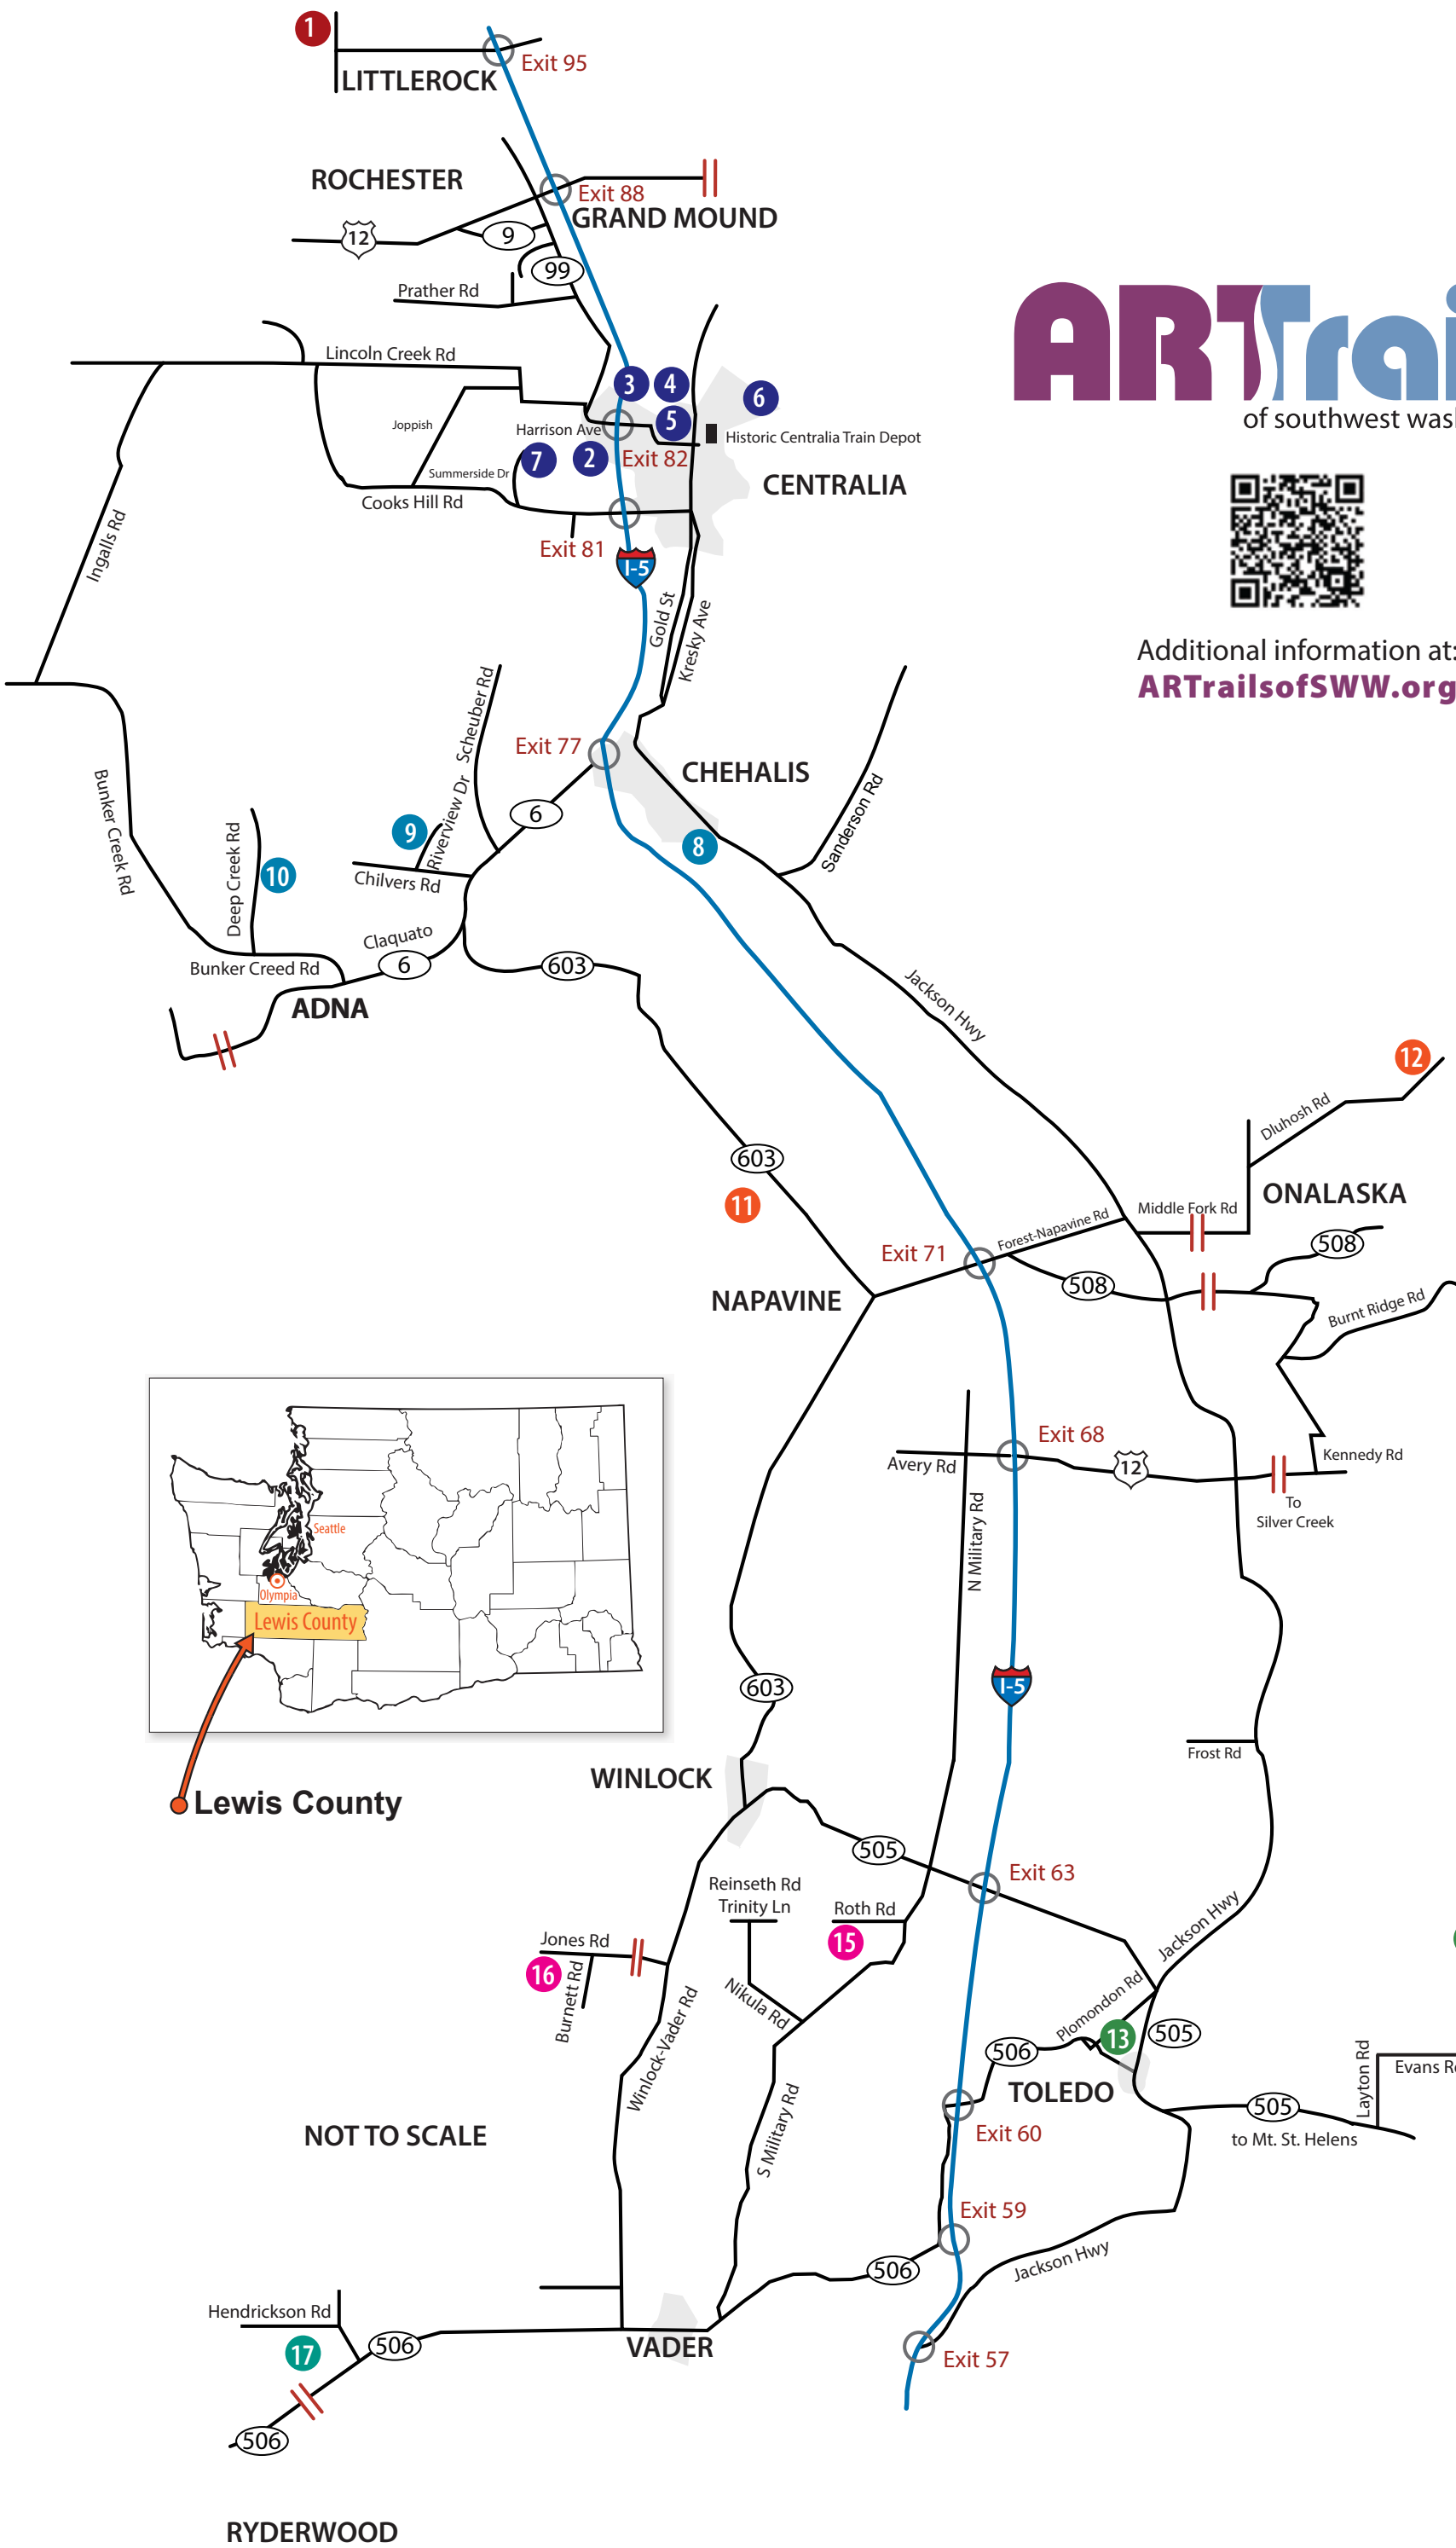 1
Exit 95
LITTLEROCK
ROCHESTER
Exit 88
GRAND MOUND
12
9
99
Prather Rd
Lincoln Creek Rd
3
4
6
Joppish
Harrison Ave
5
Historic Centralia Train Depot
7
2
Exit 82
Summerside Dr
CENTRALIA
Cooks Hill Rd
Exit 81
I-5
Ingalls Rd
Gold St
Kresky Ave
ARTrai
of southwest was
Additional information at:
ARTrailsofSWW.org
Scheuber Rd
Exit 77
CHEHALIS
Bunker Creek Rd
6
Sanderson Rd
9
Riverview Dr
8
Deep Creek Rd
10
Chilvers Rd
Claquato
6
603
Bunker Creed Rd
ADNA
Jackson Hwy
12
Dluhosh Rd
603
11
ONALASKA
Middle Fork Rd
Forest-Napavine Rd
Exit 71
508
508
NAPAVINE
Burnt Ridge Rd
Exit 68
Avery Rd
12
Kennedy Rd
To
Silver Creek
N Military Rd
Seattle
Olympia
Lewis County
Lewis County
603
I-5
Frost Rd
WINLOCK
505
Exit 63
Reinseth Rd
Trinity Ln
Roth Rd
15
Jackson Hwy
Jones Rd
16
Burnett Rd
Nikula Rd
Winlock-Vader Rd
Plomondon Rd
13
505
506
TOLEDO
Layton Rd
Evans R
505
to Mt. St. Helens
NOT TO SCALE
Exit 60
S Military Rd
Exit 59
506
Jackson Hwy
Hendrickson Rd
17
506
VADER
Exit 57
506
RYDERWOOD